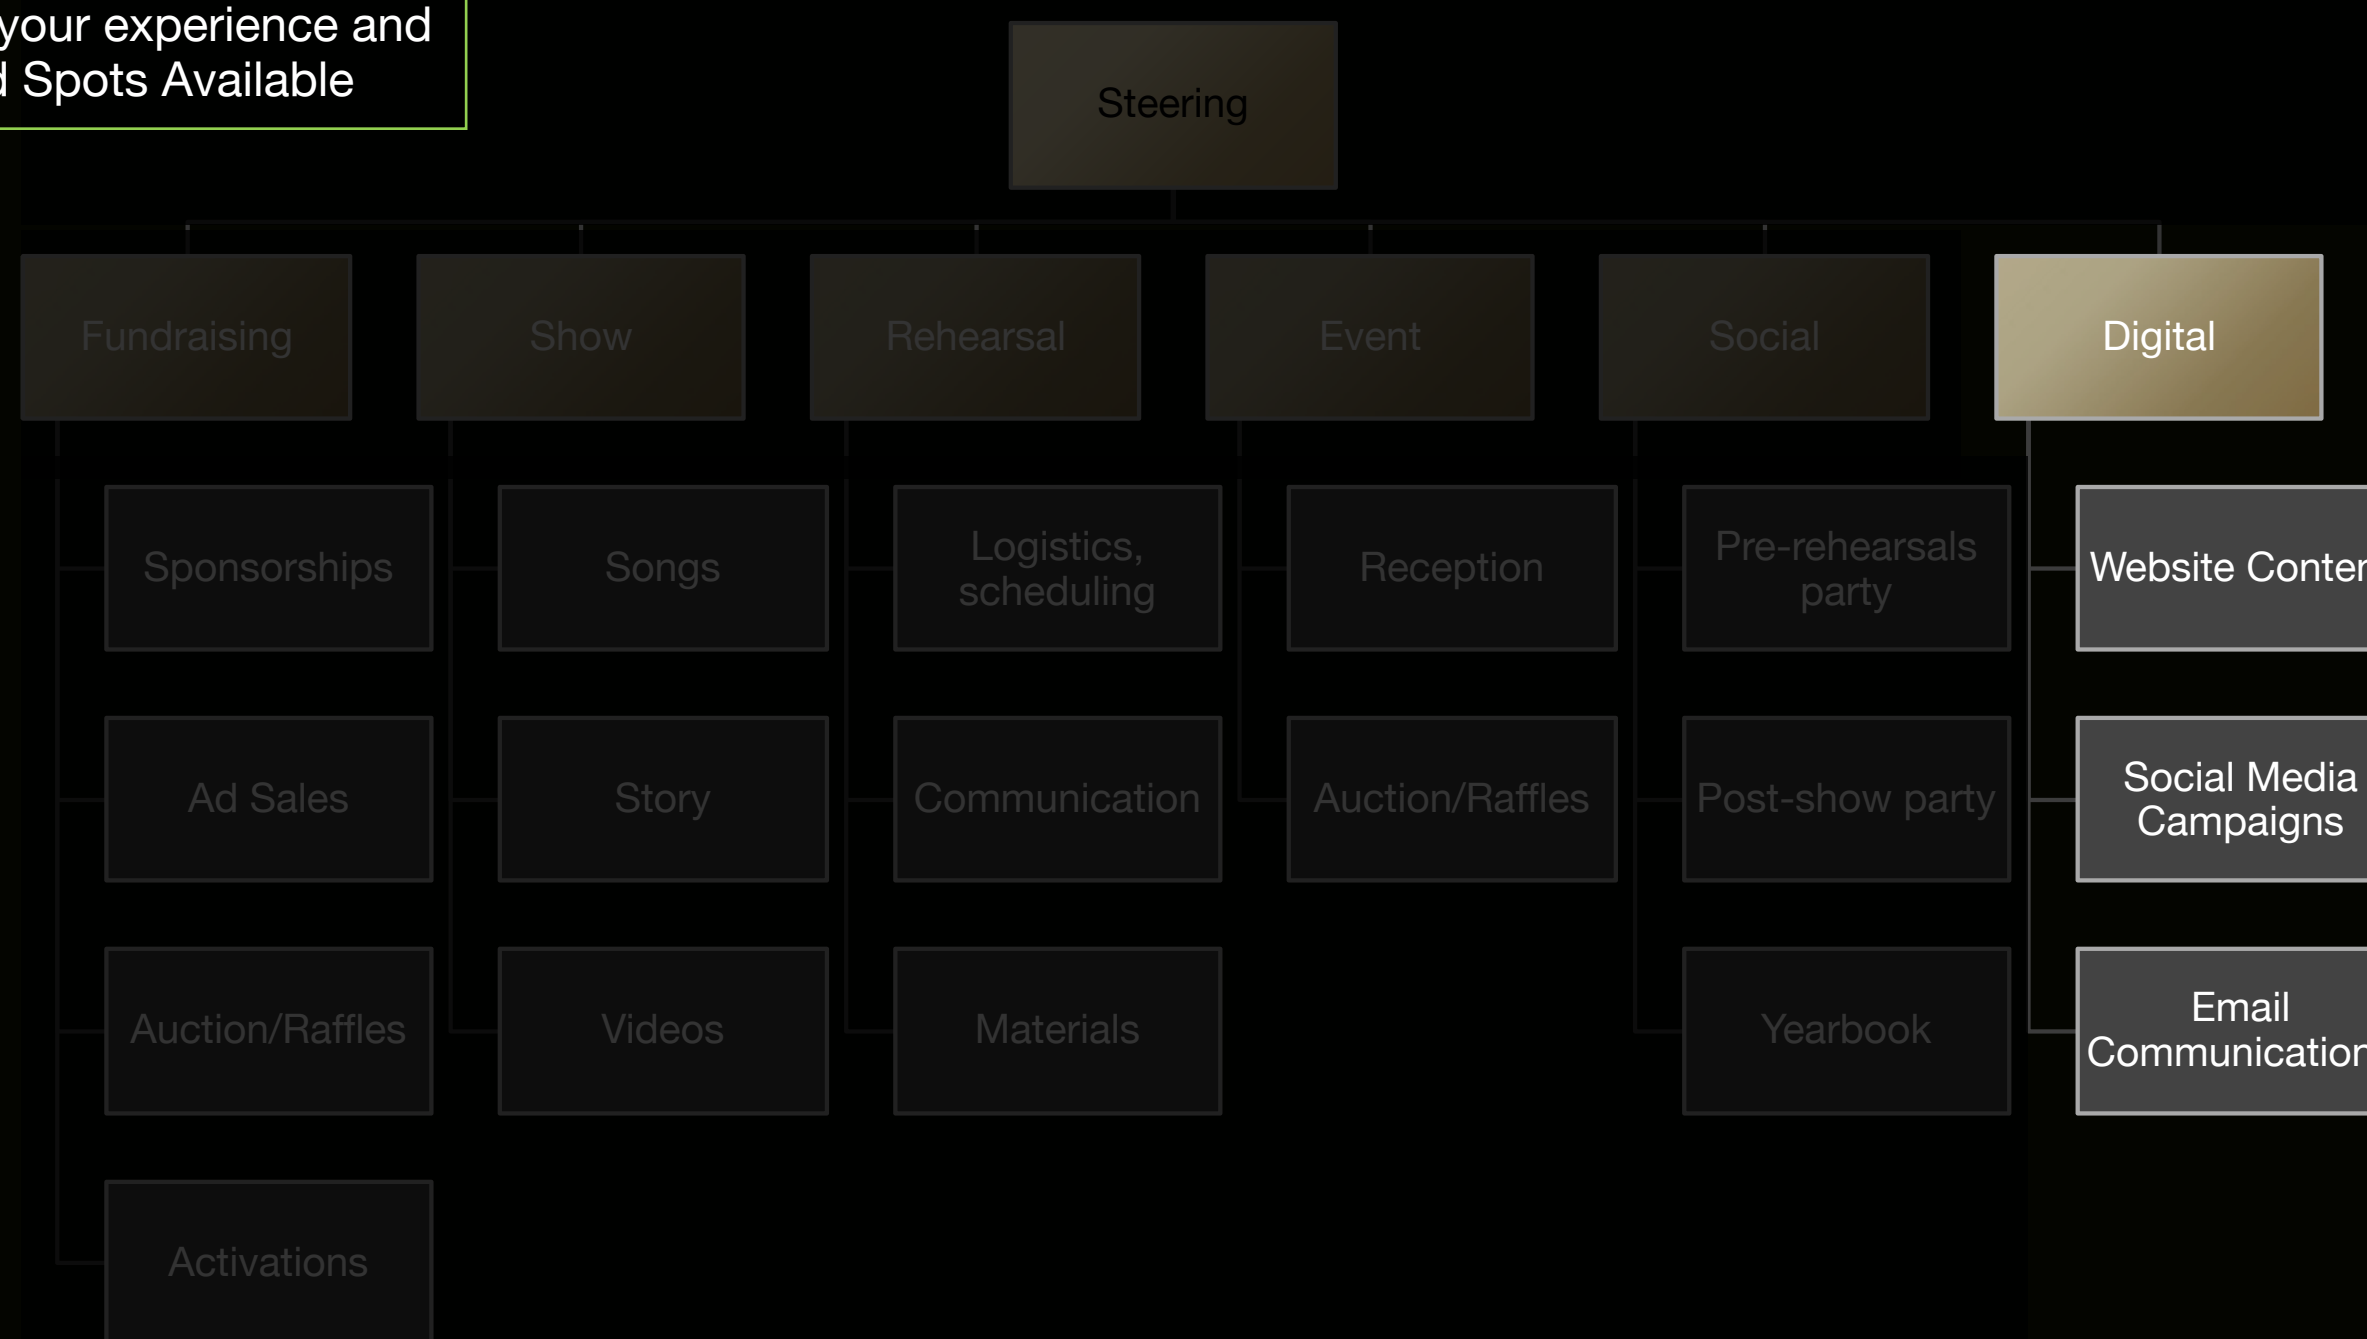 your experience and
Spots Available
Steering
Fundraising
Show
Rehearsal
Event
Social
Digital
Sponsorships
Songs
Logistics,
scheduling
Reception
Pre-rehearsals
party
Website
Ad Sales
Story
Communication
Auction/Raffles
Post-show party
Social Media
Campaigns
Auction/Raffles
Videos
Materials
Yearbook
Email
Communication
Activations